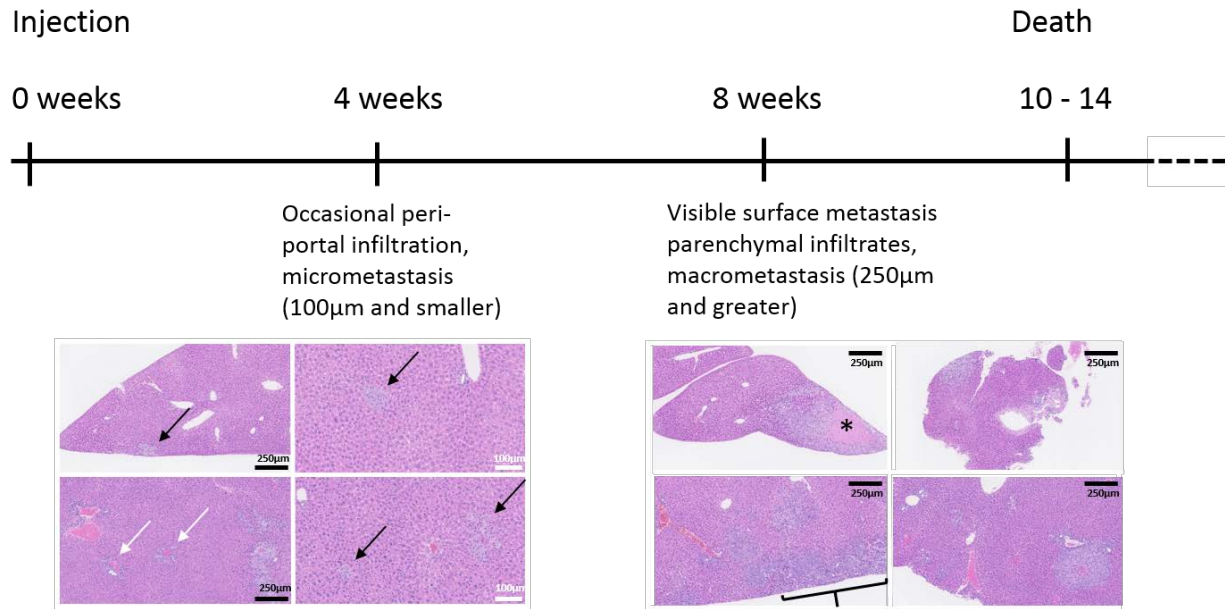 Injection Death
0 weeks 4 weeks 8 weeks 10 - 14
Occasional peri-
portal infiltration,
micrometastasis
(100µm and smaller)
Visible surface metastasis
parenchymal infiltrates,
macrometastasis (250µm
and greater)
250µm
100µm
250µm
100µm
250µm
*
250µm
250µm
250µm